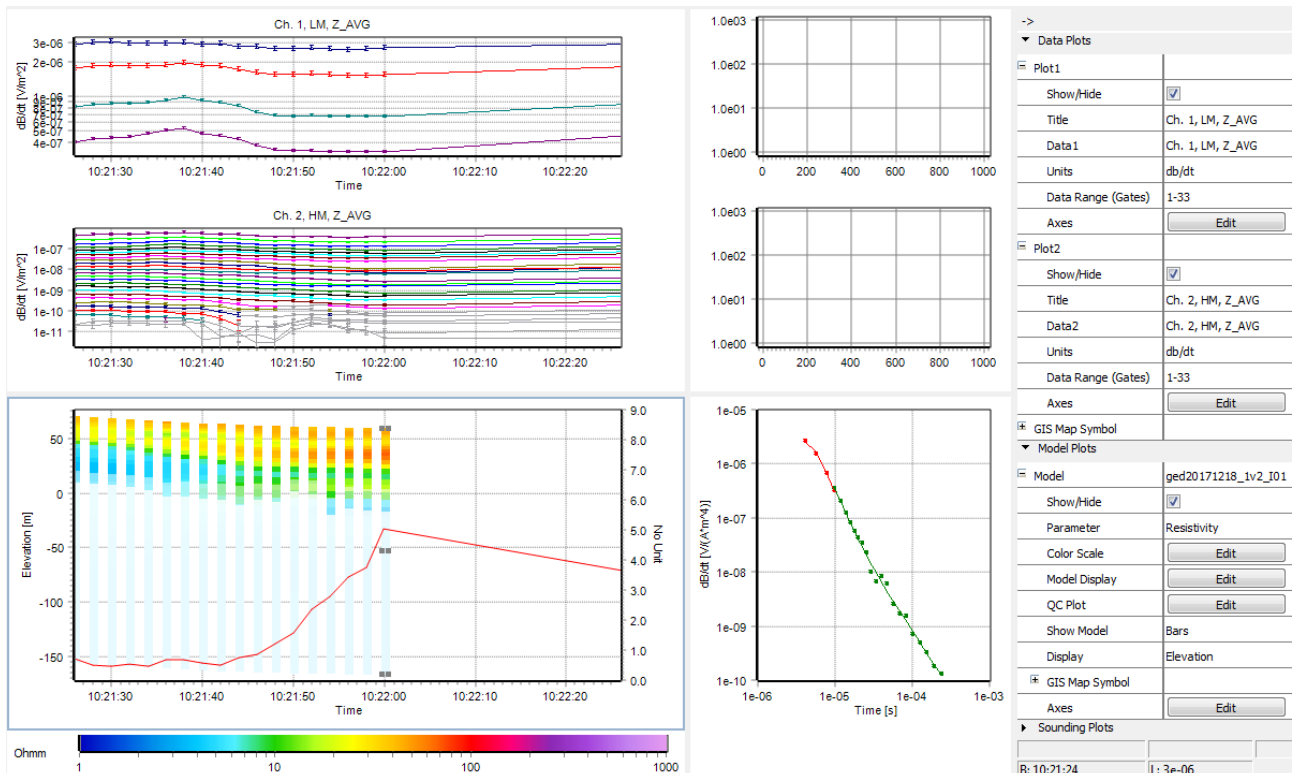 Ch. 1, LM, Z_AVG
dB/dt [V/m^2]
3e-06
2e-06
1e-06
8e-07
7e-07
6e-07
5e-07
4e-07
10:21:30 10:21:40 10:21:50 10:22:00 10:22:10 10:22:20
Time
Ch. 2, HM, Z_AVG
dB/dt [V/m^2]
1e-07
1e-08
1e-09
1e-10
1e-11
10:21:30 10:21:40 10:21:50 10:22:00 10:22:10 10:22:20
Time
1.0e03
1.0e02
1.0e01
1.0e00
0 200 400 600 800 1000
1.0e03
1.0e02
1.0e01
1.0e00
0 200 400 600 800 1000
Elevation [m]
50
0
-50
-100
-150
9.0
8.0
7.0
6.0
5.0
4.0
3.0
2.0
1.0
0.0
No Unit
10:21:30 10:21:40 10:21:50 10:22:00 10:22:10 10:22:20
Time
Ohmm
1 10 100 1000
dB/dt [V/(A*m^4)]
1e-05
1e-06
1e-07
1e-08
1e-09
1e-10
1e-06 1e-05 1e-04 1e-03
Time [s]
->
Data Plots
Plot1
Show/Hide
Title Ch. 1, LM, Z_AVG
Data1 Ch. 1, LM, Z_AVG
Units db/dt
Data Range (Gates) 1-33
Axes Edit
Plot2
Show/Hide
Title Ch. 2, HM, Z_AVG
Data2 Ch. 2, HM, Z_AVG
Units db/dt
Data Range (Gates) 1-33
Axes Edit
GIS Map Symbol
Model Plots
Model ged20171218_1v2_I01
Show/Hide
Parameter Resistivity
Color Scale Edit
Model Display Edit
QC Plot Edit
Show Model Bars
Display Elevation
GIS Map Symbol
Axes Edit
Sounding Plots
B: 10:21:24 L: 3e-06